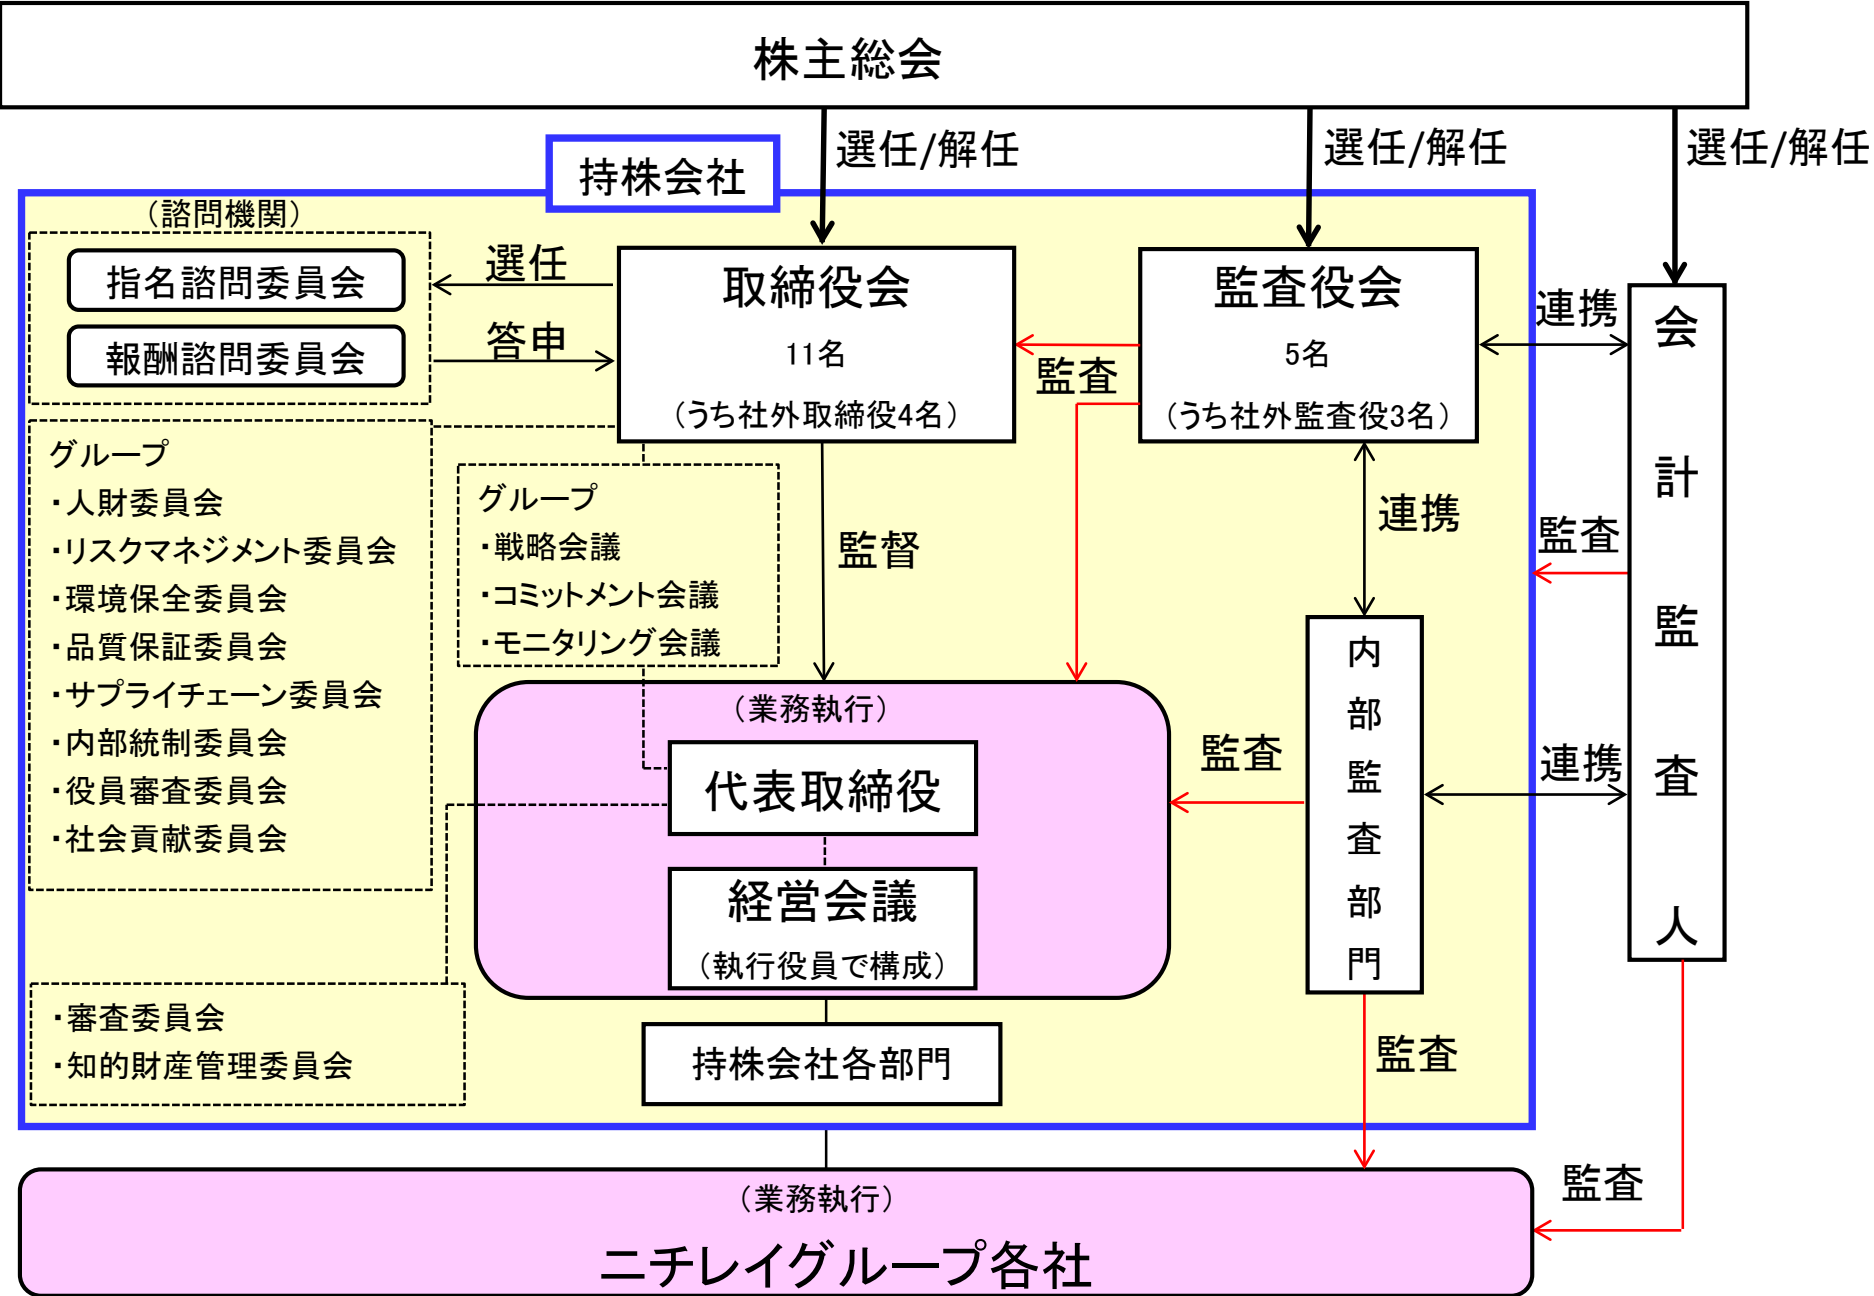 株主総会
選任/解任
選任/解任
選任/解任
持株会社
（諮問機関）
指名諮問委員会
報酬諮問委員会
選任
答申
取締役会
11名
（うち社外取締役4名）
監査
監査役会
5名
（うち社外監査役3名）
連携
会計監査人
グループ
・人財委員会
・リスクマネジメント委員会
・環境保全委員会
・品質保証委員会
・サプライチェーン委員会
・内部統制委員会
・役員審査委員会
・社会貢献委員会
グループ
・戦略会議
・コミットメント会議
・モニタリング会議
監督
連携
監査
内部監査部門
（業務執行）
代表取締役
経営会議
（執行役員で構成）
監査
連携
・審査委員会
・知的財産管理委員会
持株会社各部門
監査
監査
（業務執行）
ニチレイグループ各社